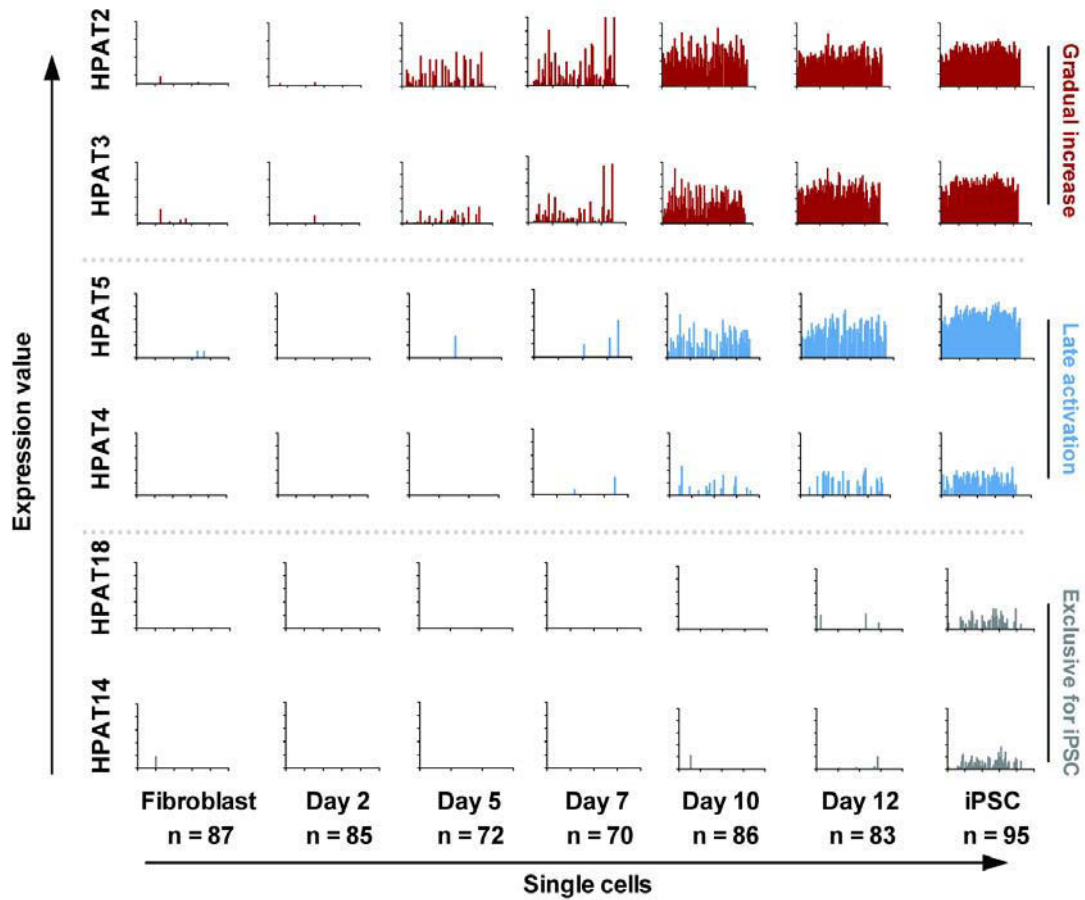 HPAT2
HPAT3
Gradual increase
HPAT5
HPAT4
Late activation
HPAT18
HPAT14
Exclusive for iPSC
Expression value
Fibroblast Day 2 Day 5 Day 7 Day 10 Day 12 iPSC
n = 87 n = 85 n = 72 n = 70 n = 86 n = 83 n = 95
Single cells